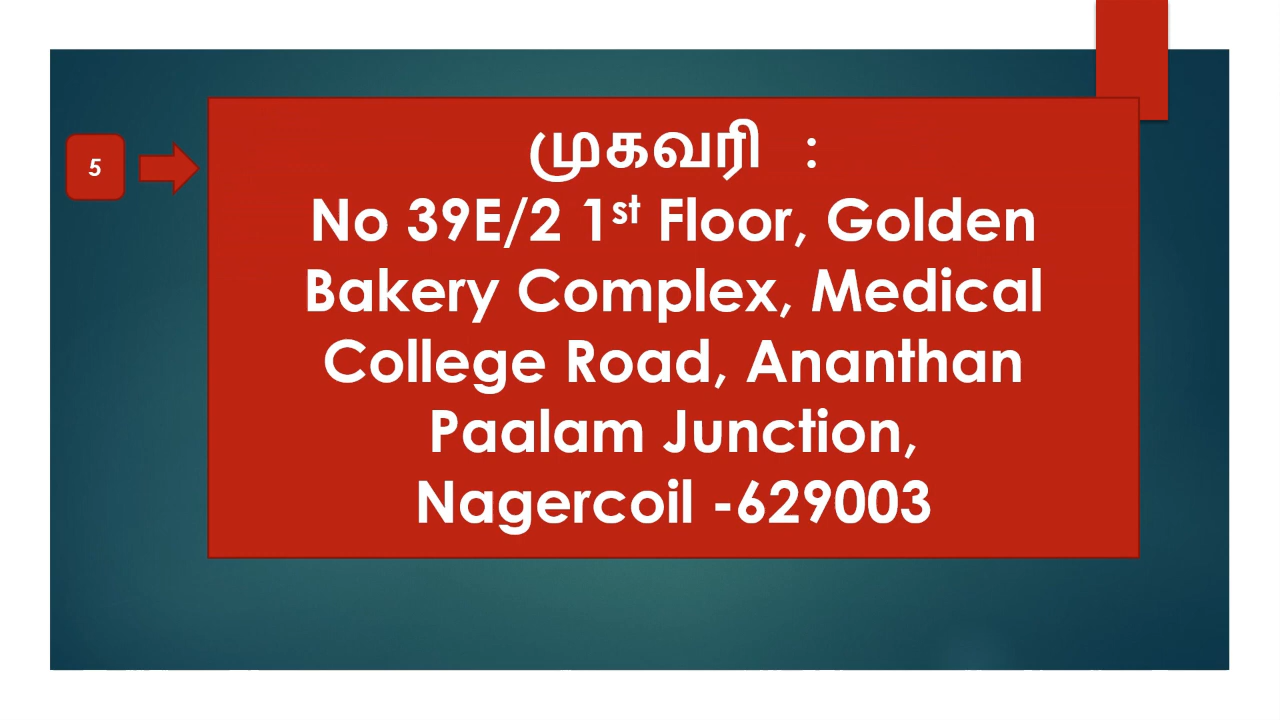 5
முகவரி :
No 39E/2 1st Floor, Golden
Bakery Complex, Medical
College Road, Ananthan
Paalam Junction,
Nagercoil -629003